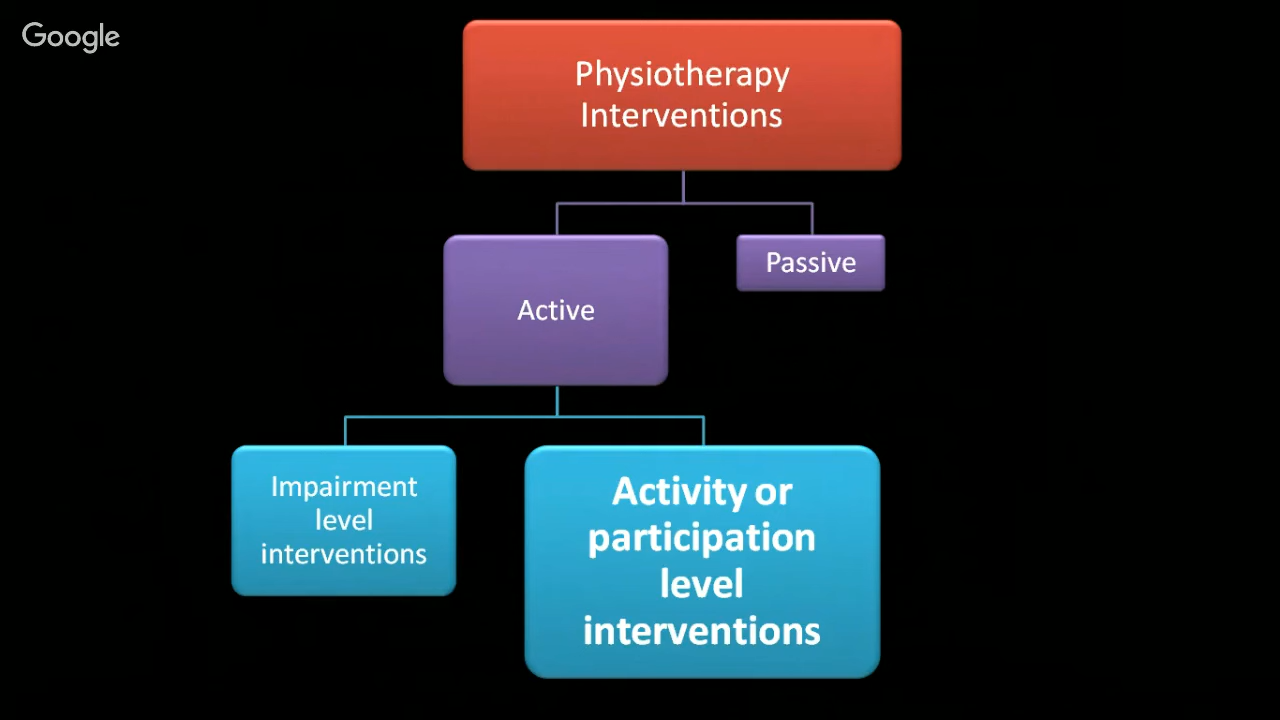 Google
Physiotherapy
Interventions
Active
Passive
Impairment
level
interventions
Activity or
participation
level
interventions